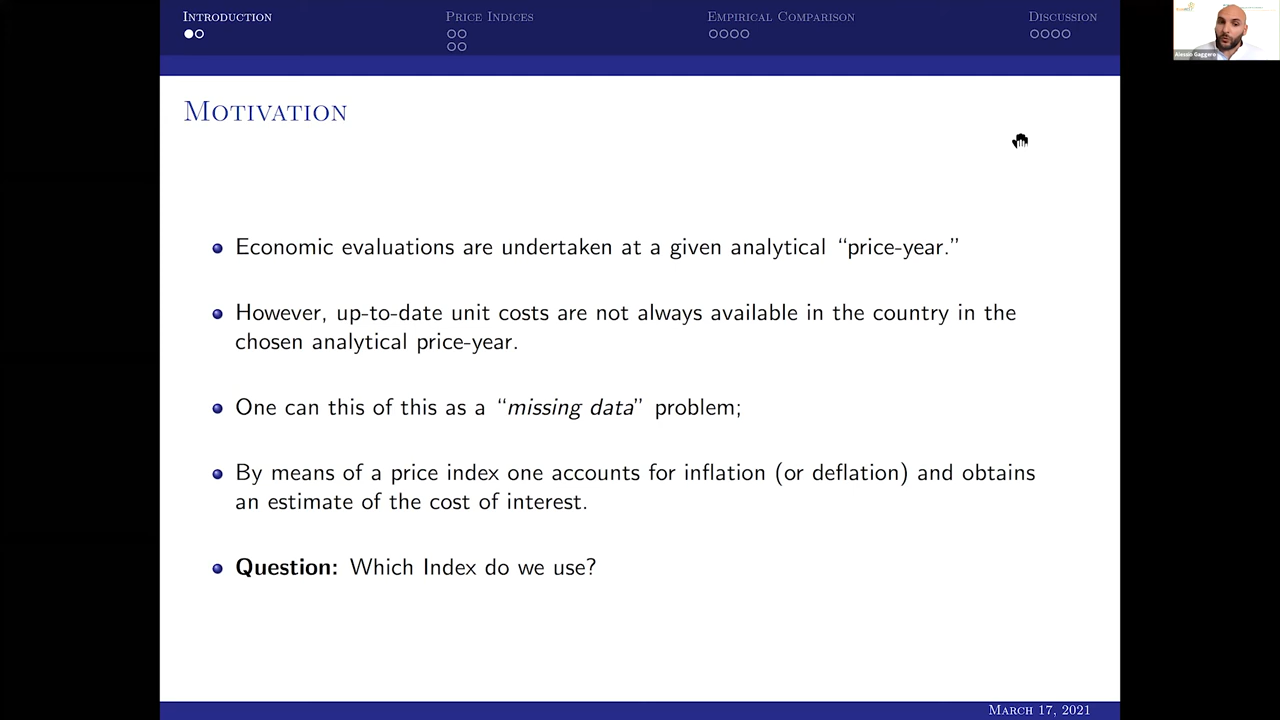 INTRODUCTION
PRICE INDICES
EMPIRICAL COMPARISON
DISCUSSION
MOTIVATION
Economic evaluations are undertaken at a given analytical “price-year.”
However, up-to-date unit costs are not always available in the country in the
chosen analytical price-year.
One can this of this as a “missing data” problem;
By means of a price index one accounts for inflation (or deflation) and obtains
an estimate of the cost of interest.
Question: Which Index do we use?
MARCH 17, 2021
Alessio Gaggero